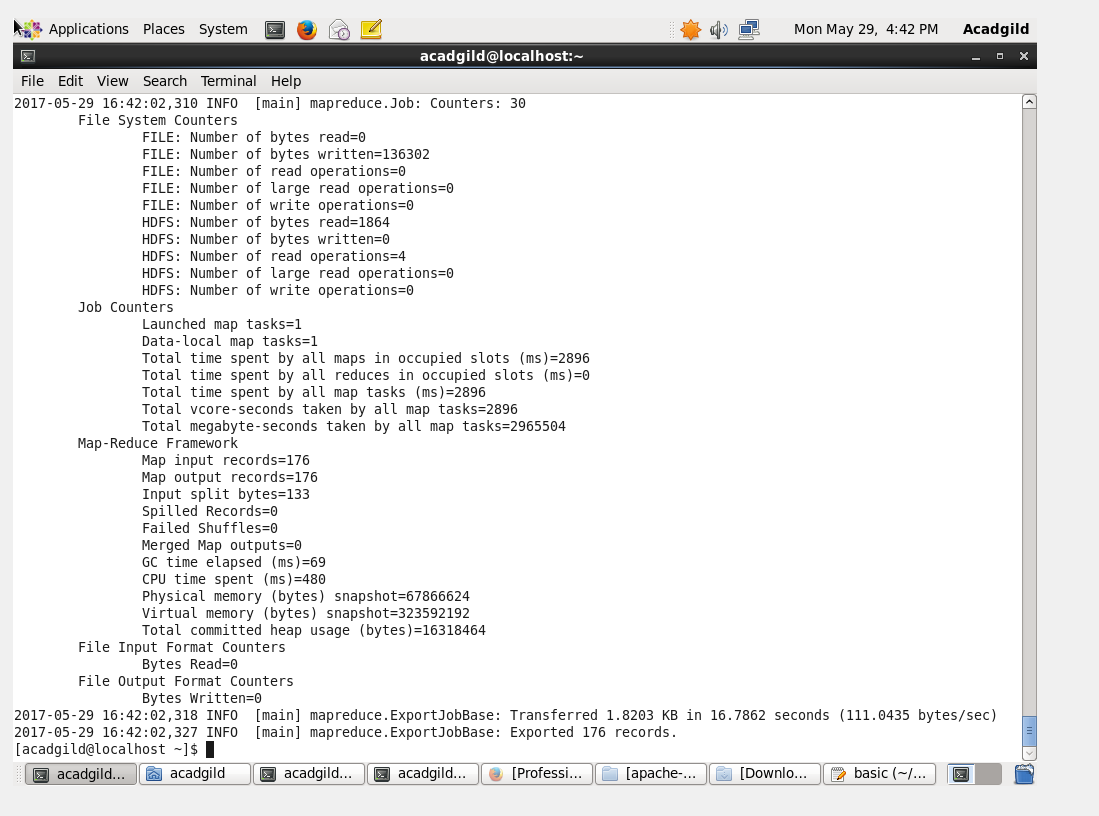 Applications Places System Mon May 29, 4:42 PM Acadgild
acadgild@localhost:~
File Edit View Search Terminal Help
2017-05-29 16:42:02,310 INFO  [main] mapreduce.Job: Counters: 30
File System Counters
FILE: Number of bytes read=0
FILE: Number of bytes written=136302
FILE: Number of read operations=0
FILE: Number of large read operations=0
FILE: Number of write operations=0
HDFS: Number of bytes read=1864
HDFS: Number of bytes written=0
HDFS: Number of read operations=4
HDFS: Number of large read operations=0
HDFS: Number of write operations=0
Job Counters
Launched map tasks=1
Data-local map tasks=1
Total time spent by all maps in occupied slots (ms)=2896
Total time spent by all reduces in occupied slots (ms)=0
Total time spent by all map tasks (ms)=2896
Total vcore-seconds taken by all map tasks=2896
Total megabyte-seconds taken by all map tasks=2965504
Map-Reduce Framework
Map input records=176
Map output records=176
Input split bytes=133
Spilled Records=0
Failed Shuffles=0
Merged Map outputs=0
GC time elapsed (ms)=69
CPU time spent (ms)=480
Physical memory (bytes) snapshot=67866624
Virtual memory (bytes) snapshot=323592192
Total committed heap usage (bytes)=16318464
File Input Format Counters
Bytes Read=0
File Output Format Counters
Bytes Written=0
2017-05-29 16:42:02,318 INFO  [main] mapreduce.ExportJobBase: Transferred 1.8203 KB in 16.7862 seconds (111.0435 bytes/sec)
2017-05-29 16:42:02,327 INFO  [main] mapreduce.ExportJobBase: Exported 176 records.
[acadgild@localhost ~]$
acadgild... acadgild acadgild... acadgild... [Professi... [apache-... [Downlo... basic (~/...